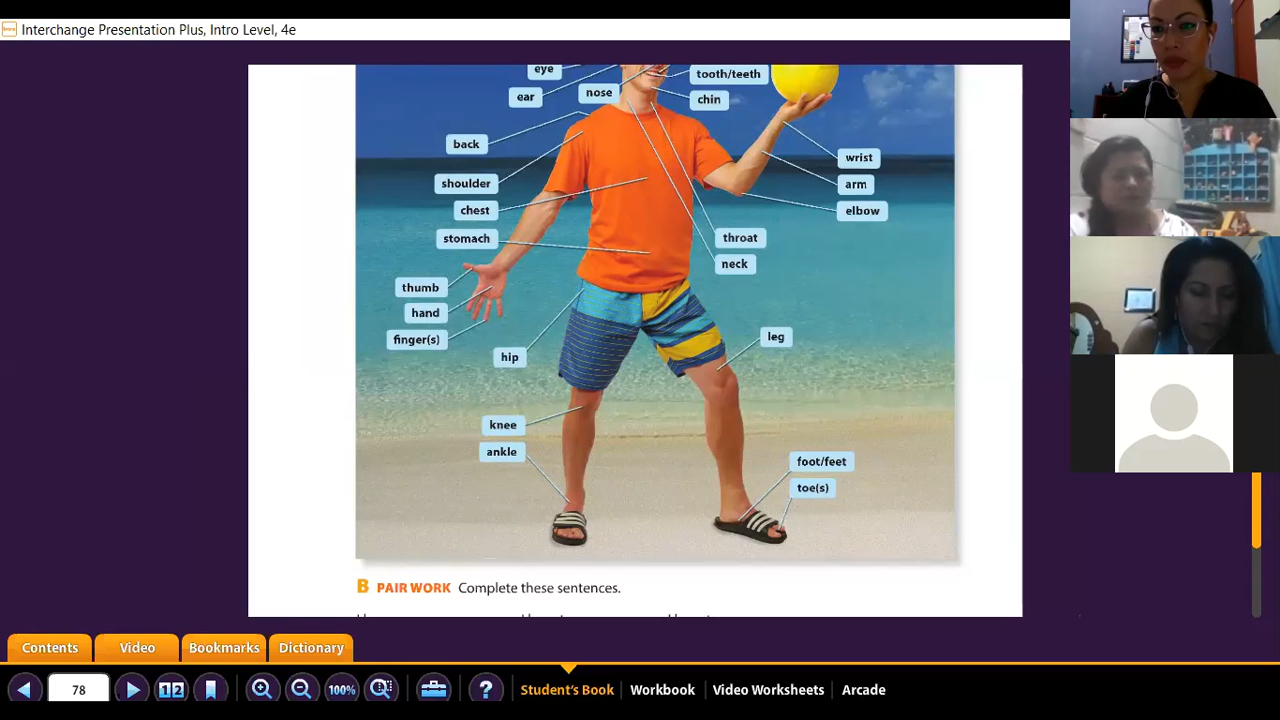 Interchange Presentation Plus, Intro Level, 4e
eye
tooth/teeth
nose
ear
chin
back
wrist
shoulder
arm
chest
elbow
stomach
throat
neck
thumb
hand
finger(s)
leg
hip
knee
ankle
foot/feet
toe(s)
B PAIR WORK Complete these sentences.
Contents Video Bookmarks Dictionary
78 12 100% ? Student's Book Workbook Video Worksheets Arcade